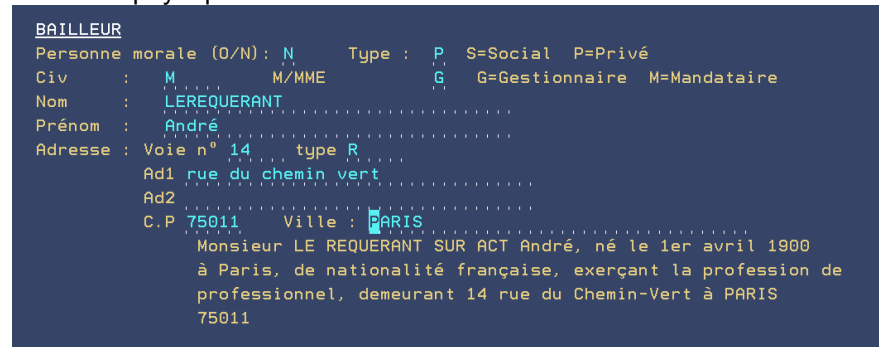 BAILLEUR
Personne morale (O/N): N Type : P S=Social P=Privé
Civ : M M/MME G G=Gestionnaire M=Mandataire
Nom : LEREQUERANT
Prénom : André
Adresse : Voie n° 14 type R
Ad1 rue du chemin vert
Ad2
C.P 75011 Ville : PARIS
Monsieur LE REQUERANT SUR ACT André, né le 1er avril 1900
à Paris, de nationalité française, exerçant la profession de
professionnel, demeurant 14 rue du Chemin-Vert à PARIS
75011